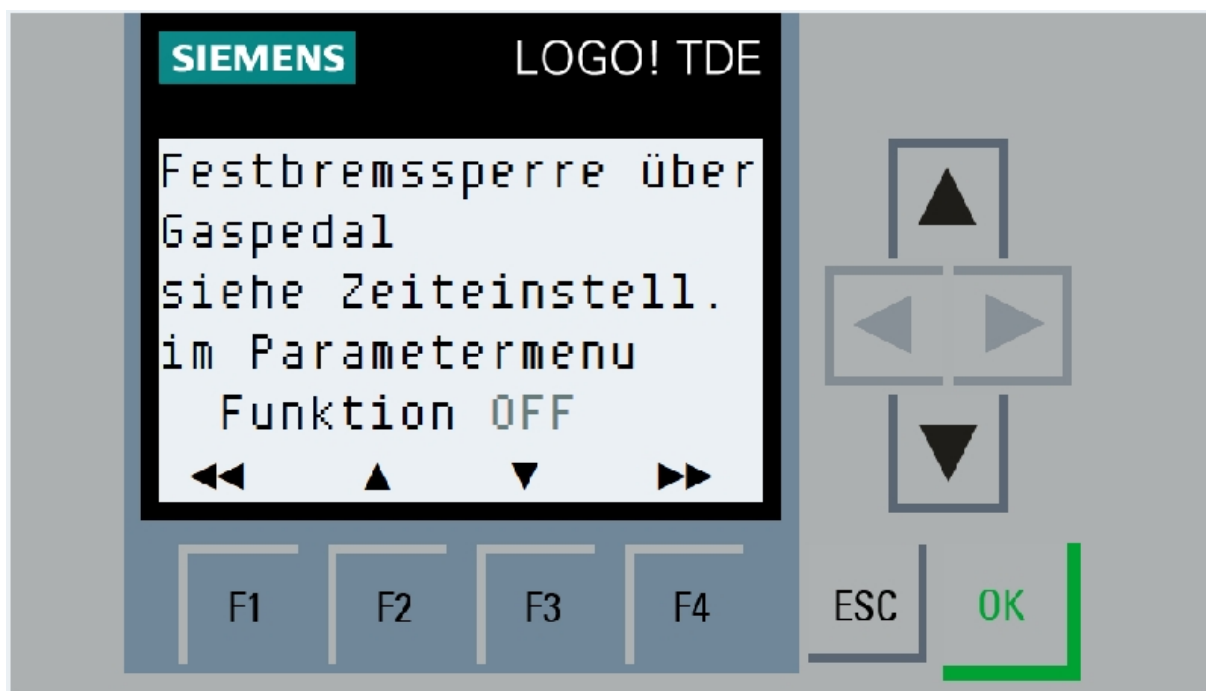 SIEMENS LOGO! TDE
Festbremssperre über
Gaspedal
siehe Zeiteinstell.
im Parametermenu
Funktion OFF
F1 F2 F3 F4 ESC OK